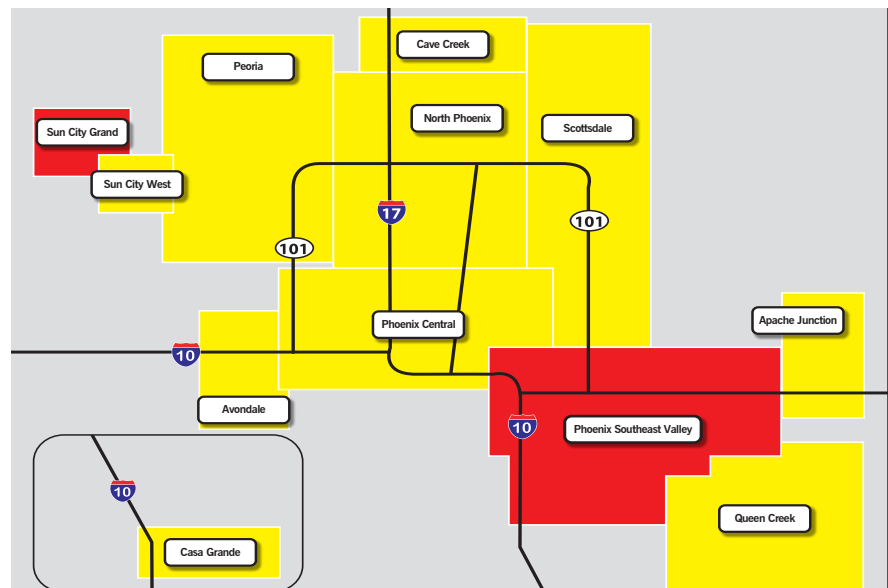 Cave Creek
Peoria
North Phoenix
Scottsdale
Sun City Grand
Sun City West
17
101
101
Phoenix Central
Apache Junction
10
Avondale
10
Phoenix Southeast Valley
10
Queen Creek
Casa Grande